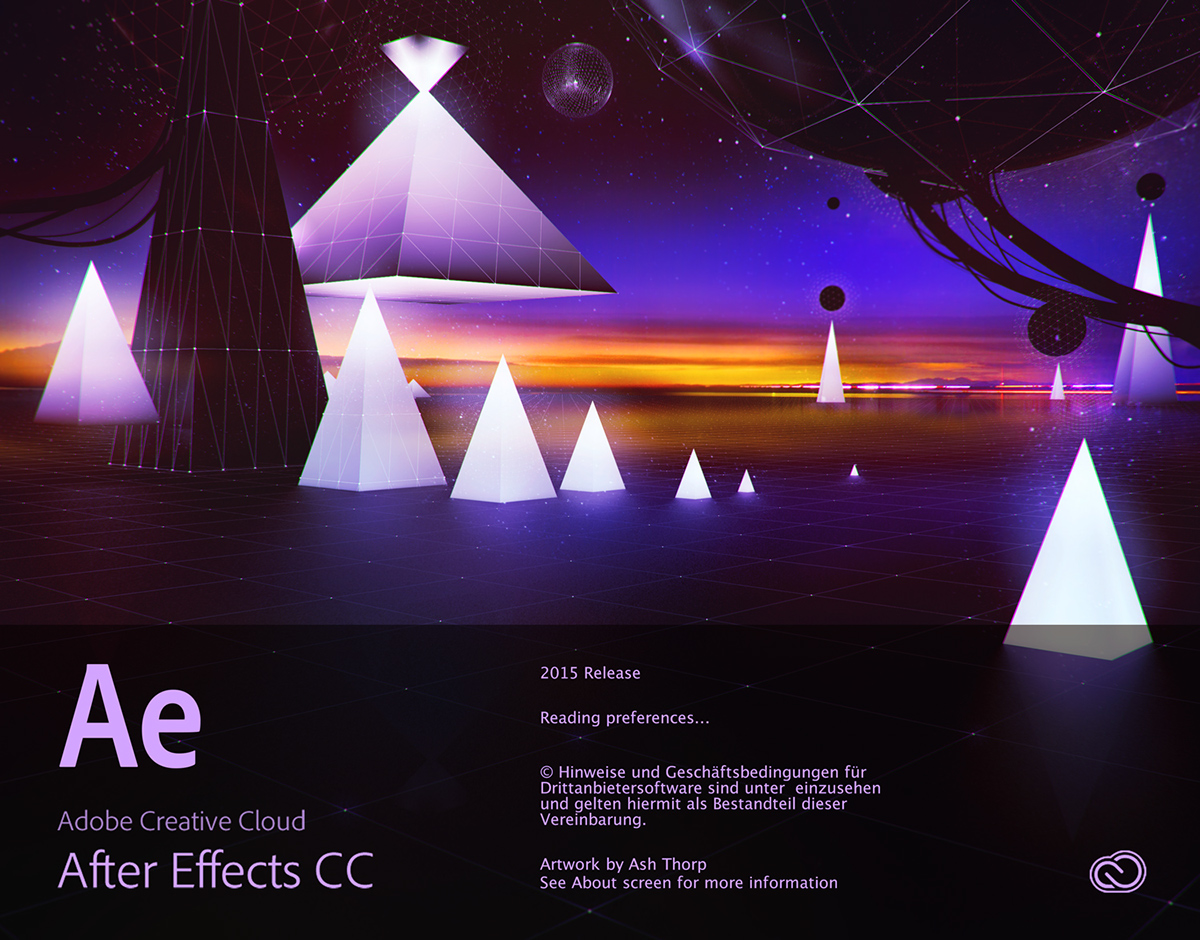 Ae
Adobe Creative Cloud
After Effects CC
2015 Release
Reading preferences...
© Hinweise und Geschäftsbedingungen für
Drittanbietersoftware sind unter  einzusehen
und gelten hiermit als Bestandteil dieser
Vereinbarung.
Artwork by Ash Thorp
See About screen for more information